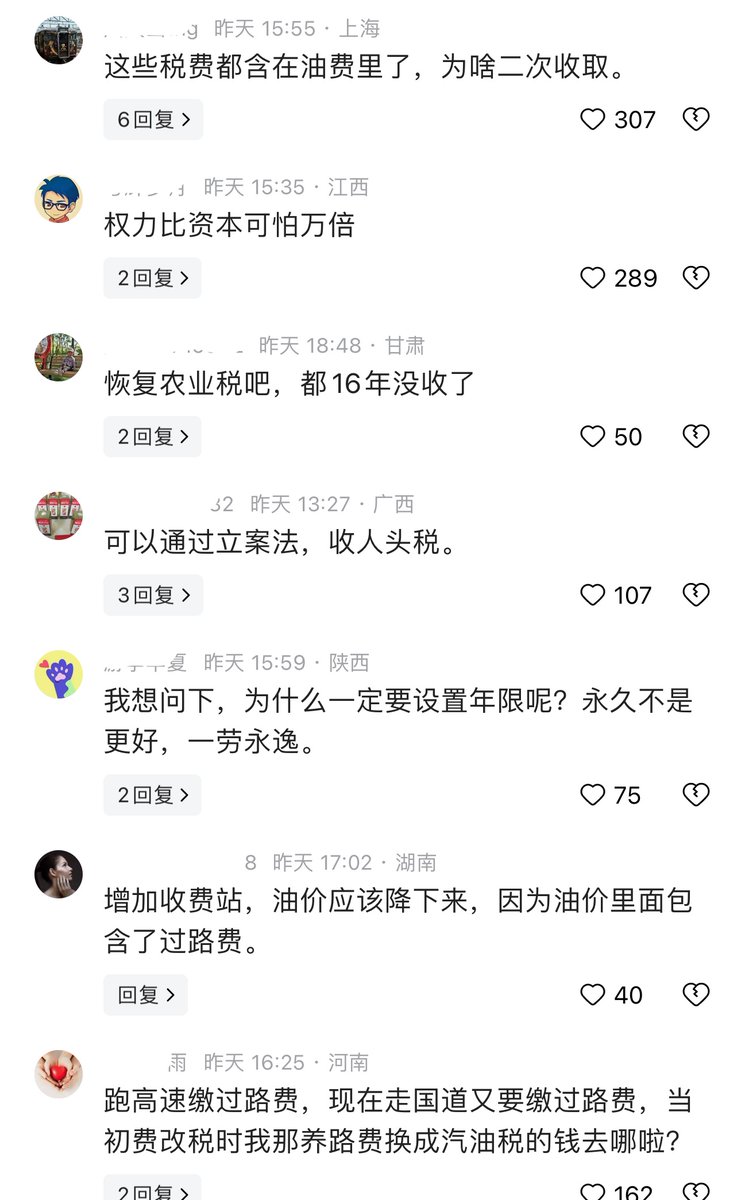 昨天 15:55 · 上海
这些税费都含在油费里了，为啥二次收取。
6回复 >
307
昨天 15:35 · 江西
权力比资本可怕万倍
2回复 >
289
昨天 18:48 · 甘肃
恢复农业税吧，都16年没收了
2回复 >
50
昨天 13:27 · 广西
可以通过立案法，收人头税。
3回复 >
107
夏 昨天 15:59 · 陕西
我想问下，为什么一定要设置年限呢？永久不是
更好，一劳永逸。
2回复 >
75
8 昨天 17:02 · 湖南
增加收费站，油价应该降下来，因为油价里面包
含了过路费。
回复 >
40
雨 昨天 16:25 · 河南
跑高速缴过路费，现在走国道又要缴过路费，当
初费改税时我那养路费换成汽油税的钱去哪啦？
2回复 >
162